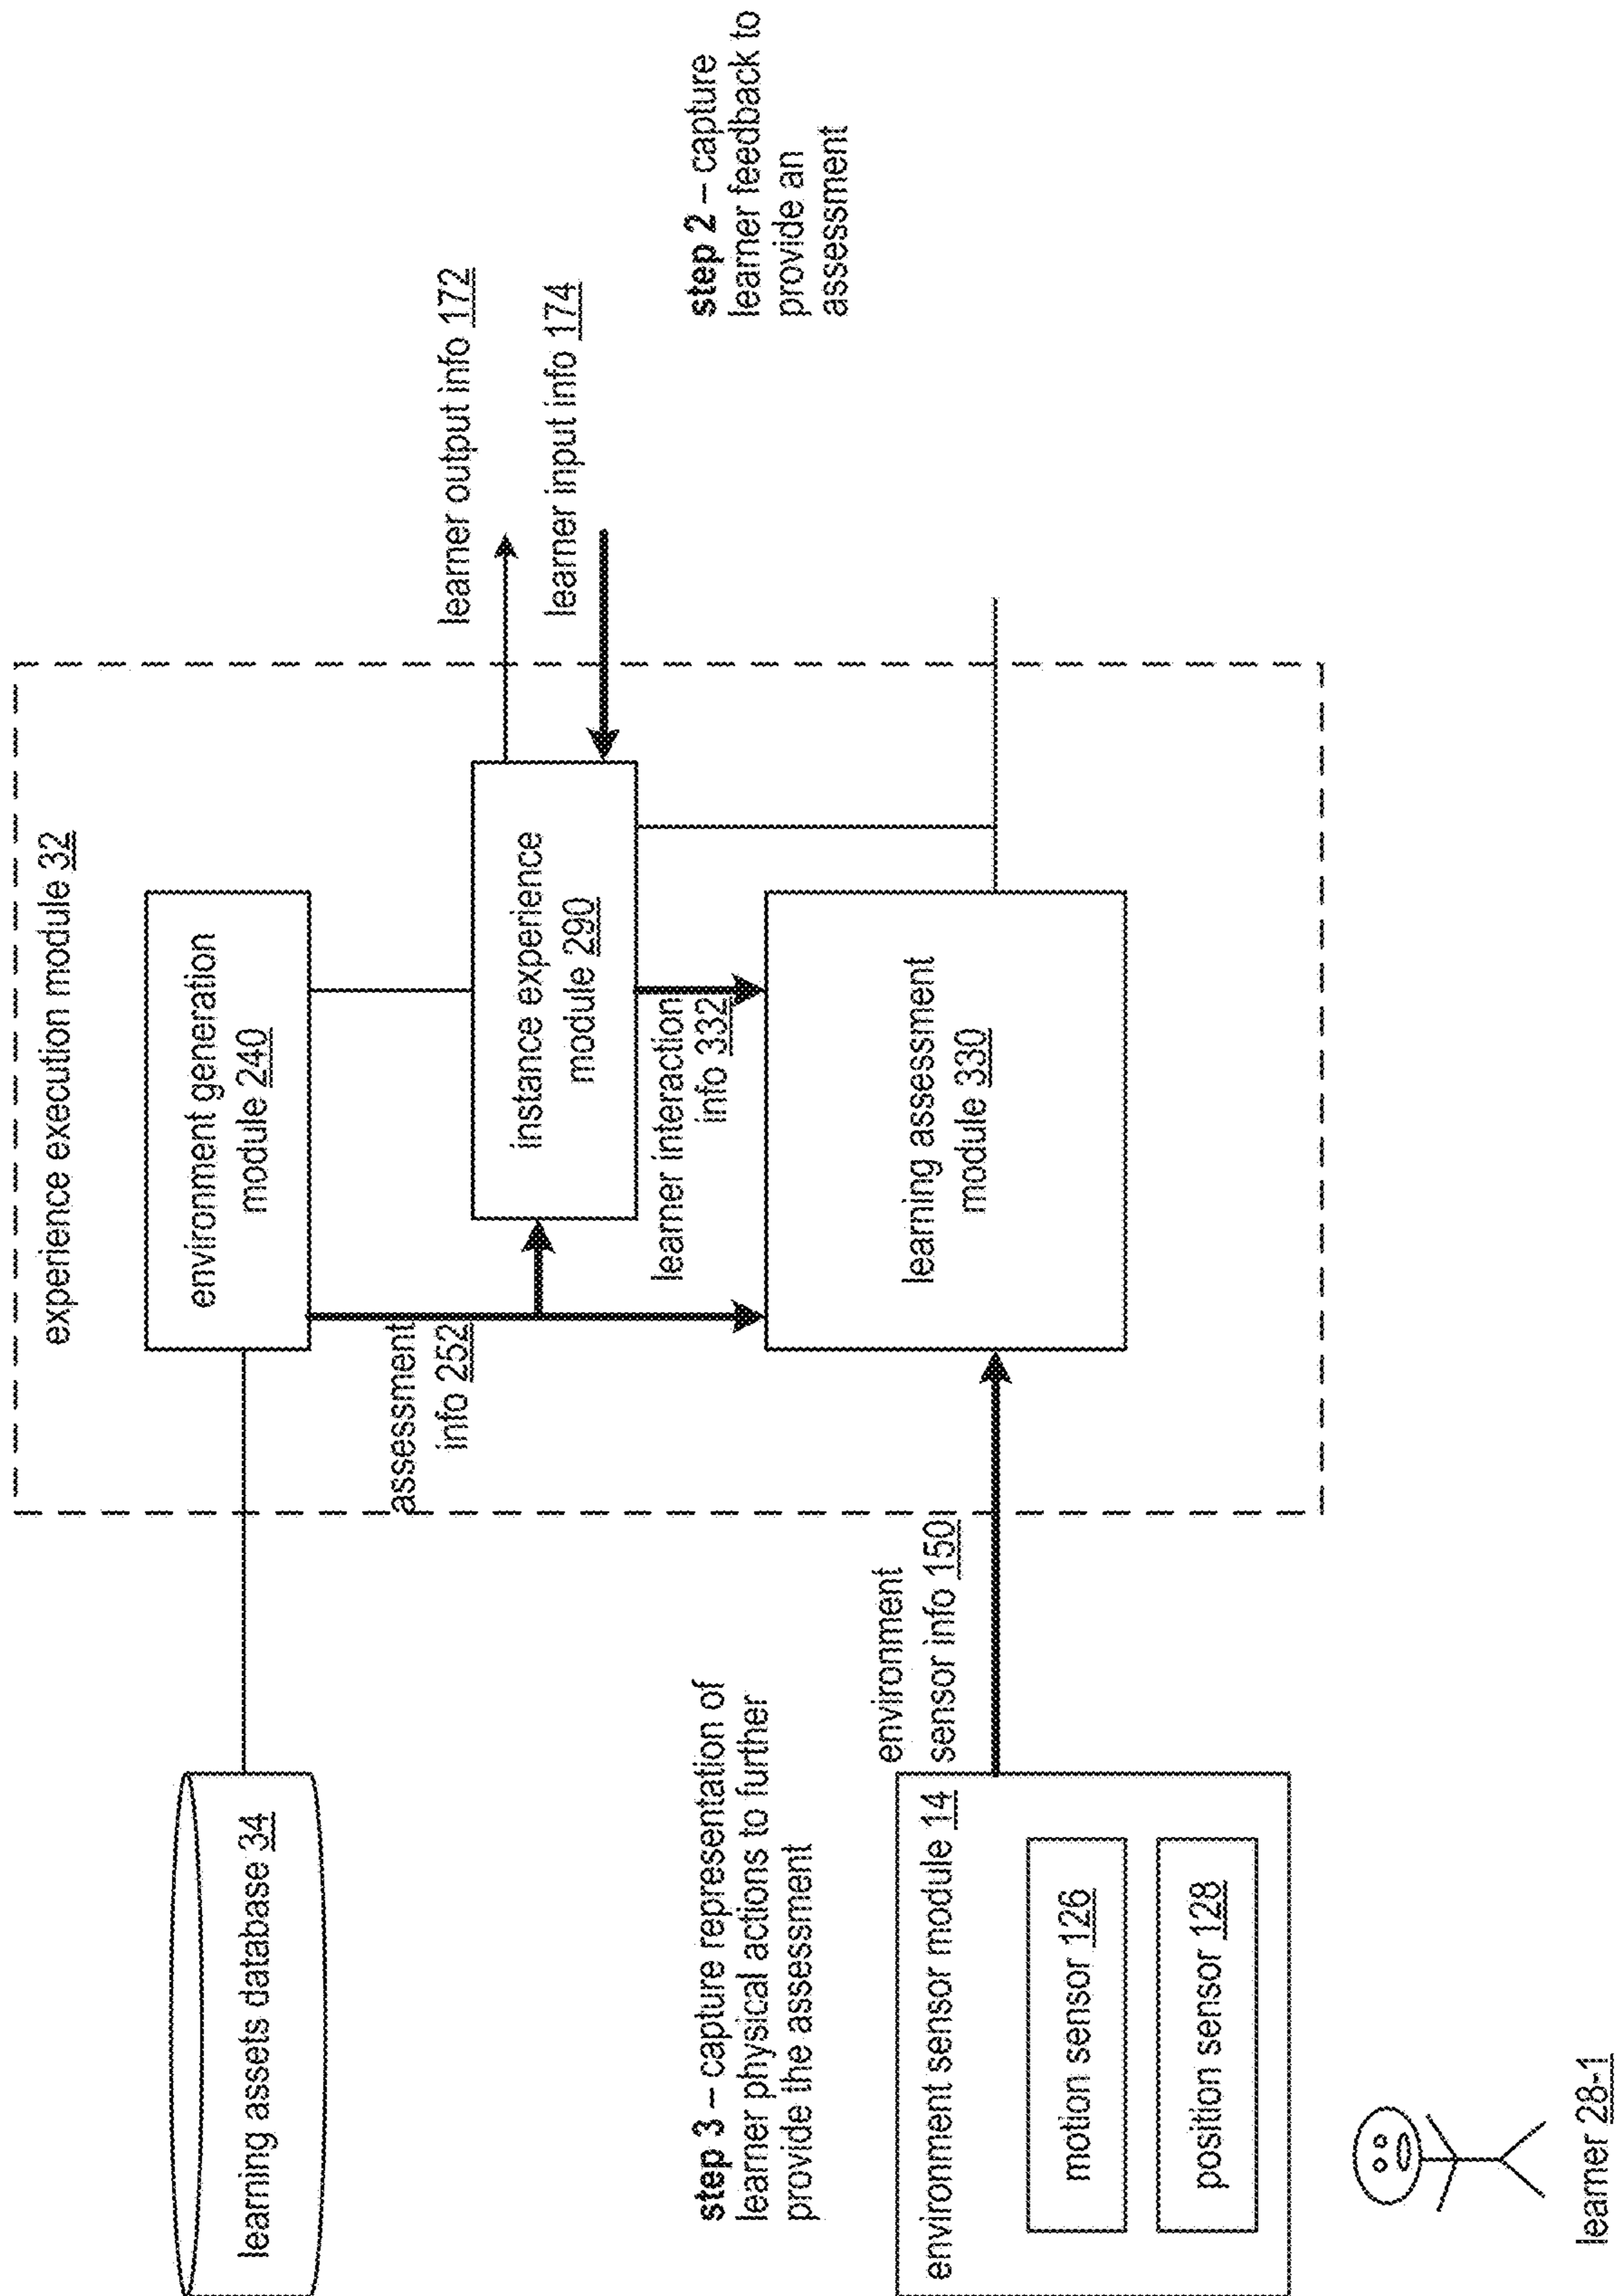 experience execution module 32
learning assets database 34
environment generation
module 240
assessment
info 252
instance experience
module 290
learner output info 172
learner input info 174
learner interaction
info 332
step 3 – capture representation of
learner physical actions to further
provide the assessment
step 2 – capture
learner feedback to
provide an
assessment
environment
sensor info 150
learning assessment
module 330
environment sensor module 14
motion sensor 126
position sensor 128
learner 28-1